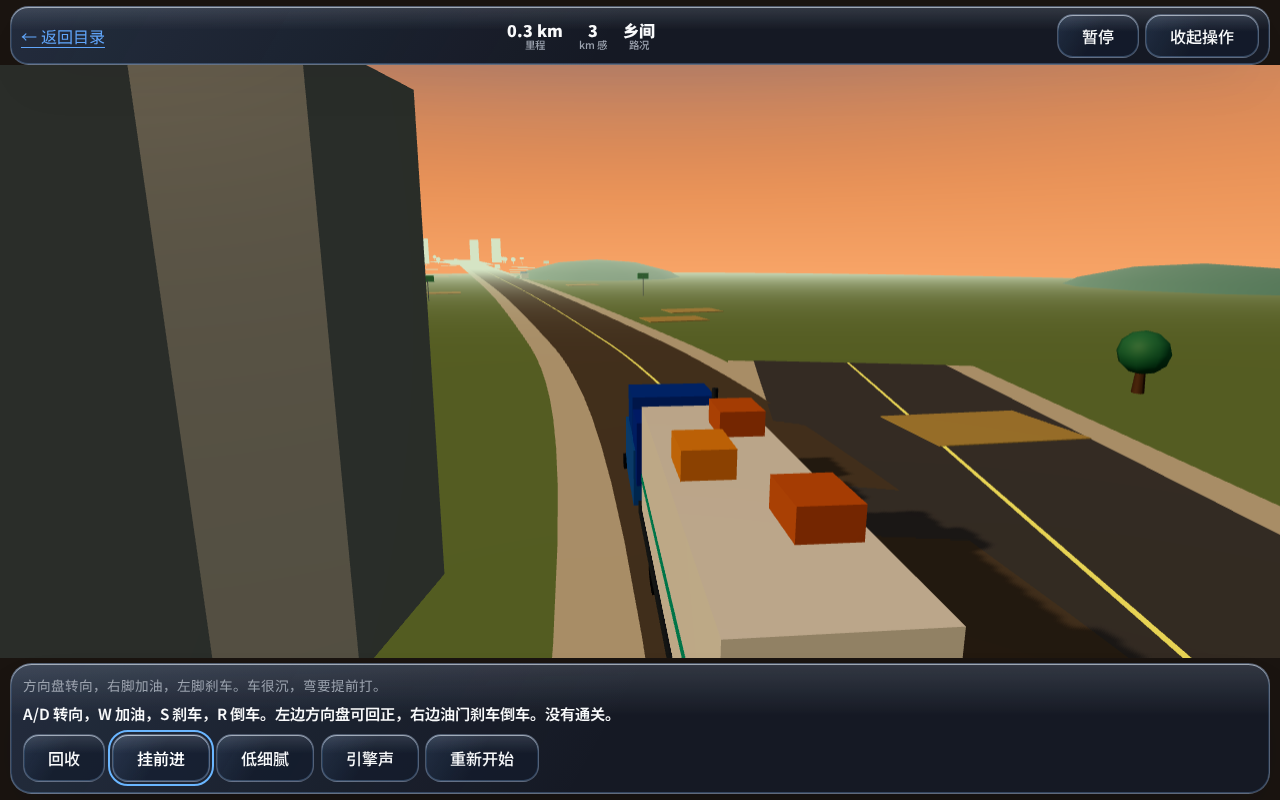 ← 返回目录
0.3 km
里程
3
km 感
乡间
路况
暂停
收起操作
方向盘转向，右脚加油，左脚刹车。车很沉，弯要提前打。
A/D 转向，W 加油，S 刹车，R 倒车。左边方向盘可回正，右边油门刹车倒车。没有通关。
回收
挂前进
低细腻
引擎声
重新开始